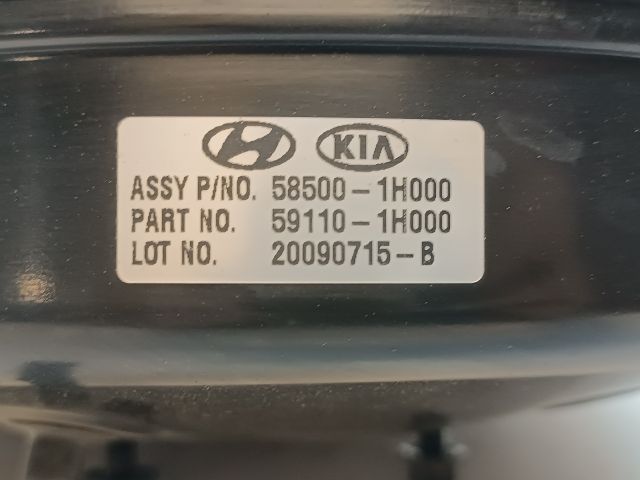 KIA
ASSY P/NO. 58500-1H000
PART NO. 59110-1H000
LOT NO. 20090715-B